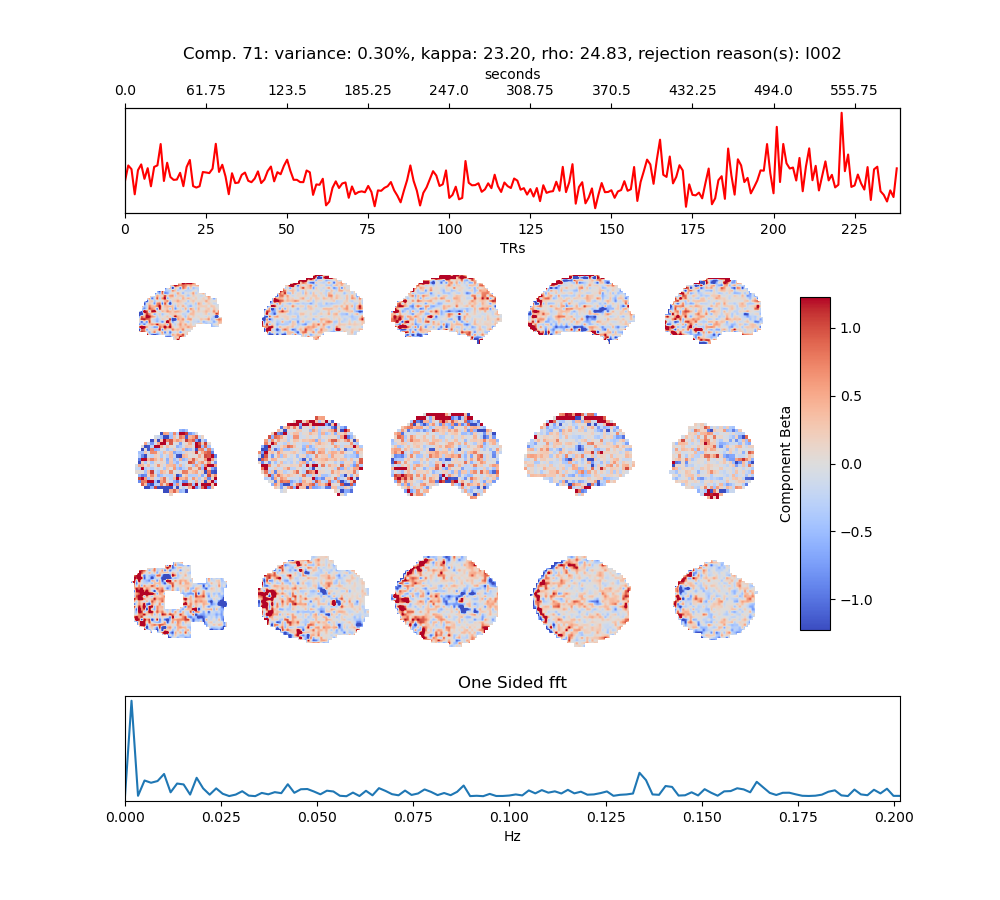 Comp. 71: variance: 0.30%, kappa: 23.20, rho: 24.83, rejection reason(s): I002
seconds
0.0 61.75 123.5 185.25 247.0 308.75 370.5 432.25 494.0 555.75
0 25 50 75 100 125 150 175 200 225
TRs
1.0
0.5
0.0
−0.5
−1.0
Component Beta
One Sided fft
0.000 0.025 0.050 0.075 0.100 0.125 0.150 0.175 0.200
Hz